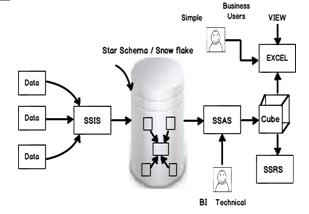 Business
Users
Simple
VIEW
Star Schema / Snow flake
EXCEL
Data
Data
SSIS
SSAS
Cube
Data
SSRS
BI Technical